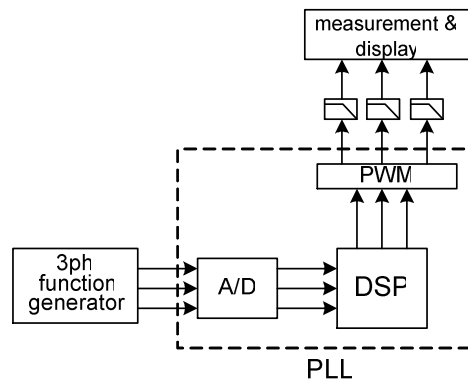 measurement &
display
PWM
3ph
function
generator
A/D
DSP
PLL